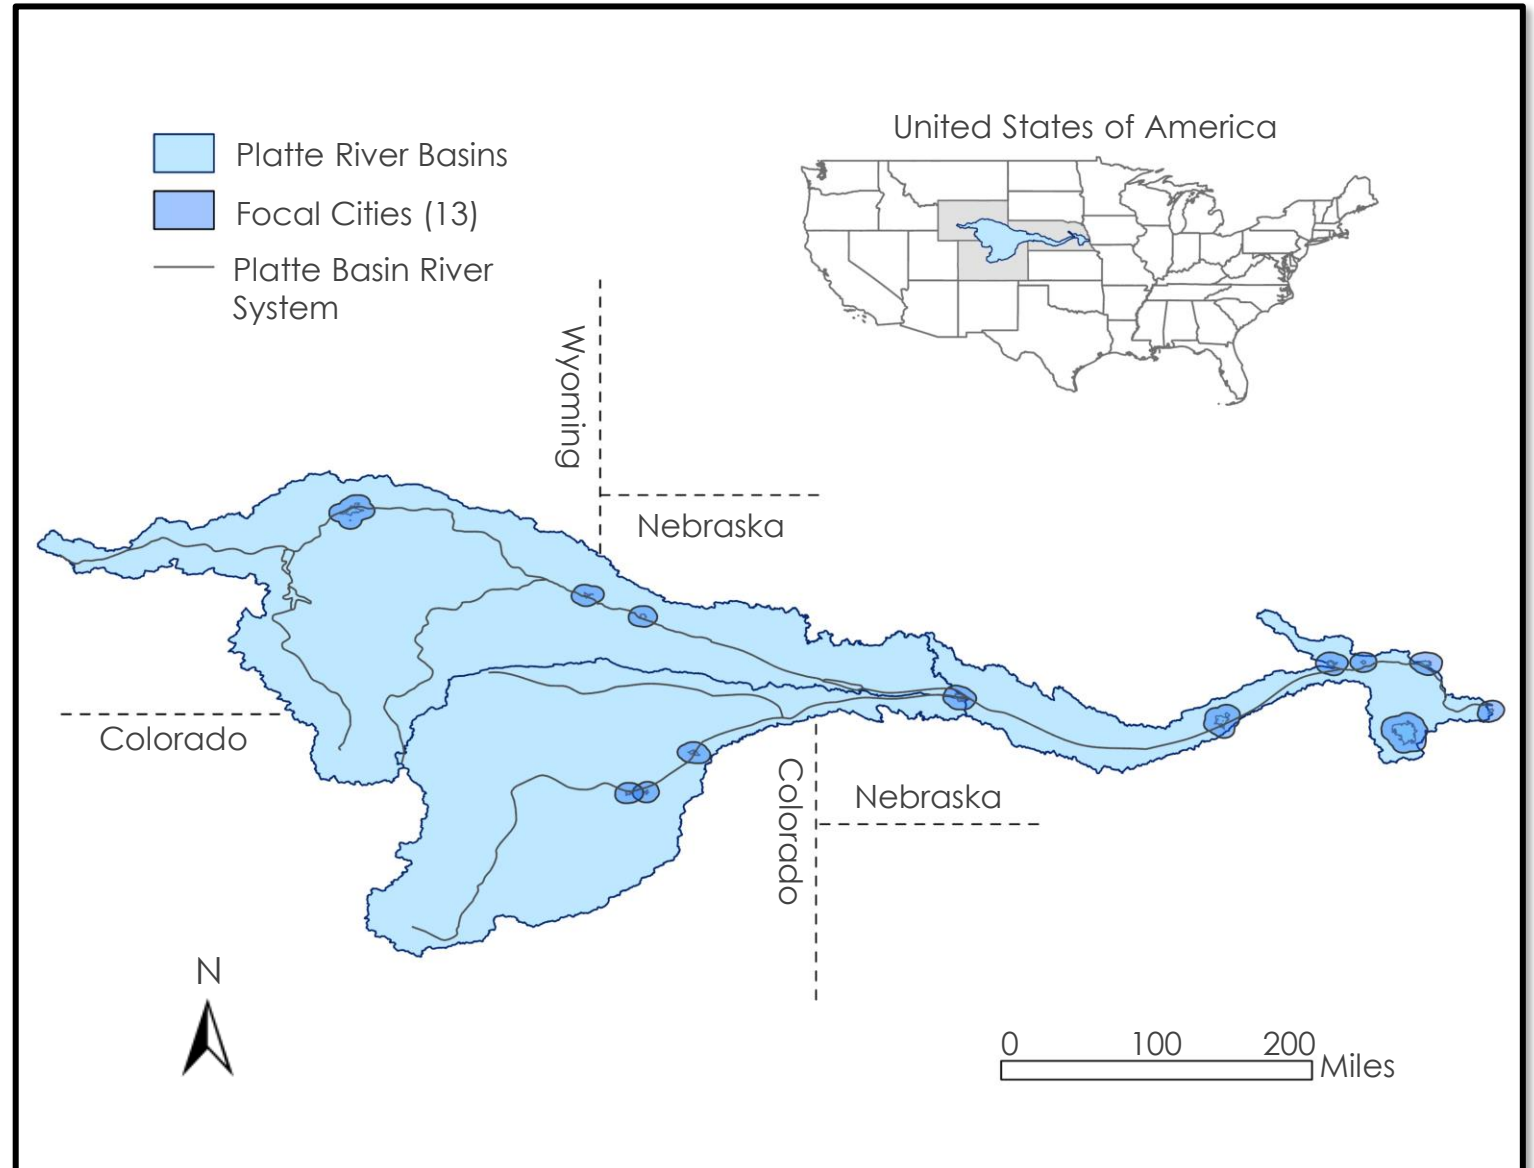 United States of America
Platte River Basins
Focal Cities (13)
Platte Basin River
System
Wyoming
Nebraska
Colorado
Colorado
Nebraska
N
0 100 200
Miles